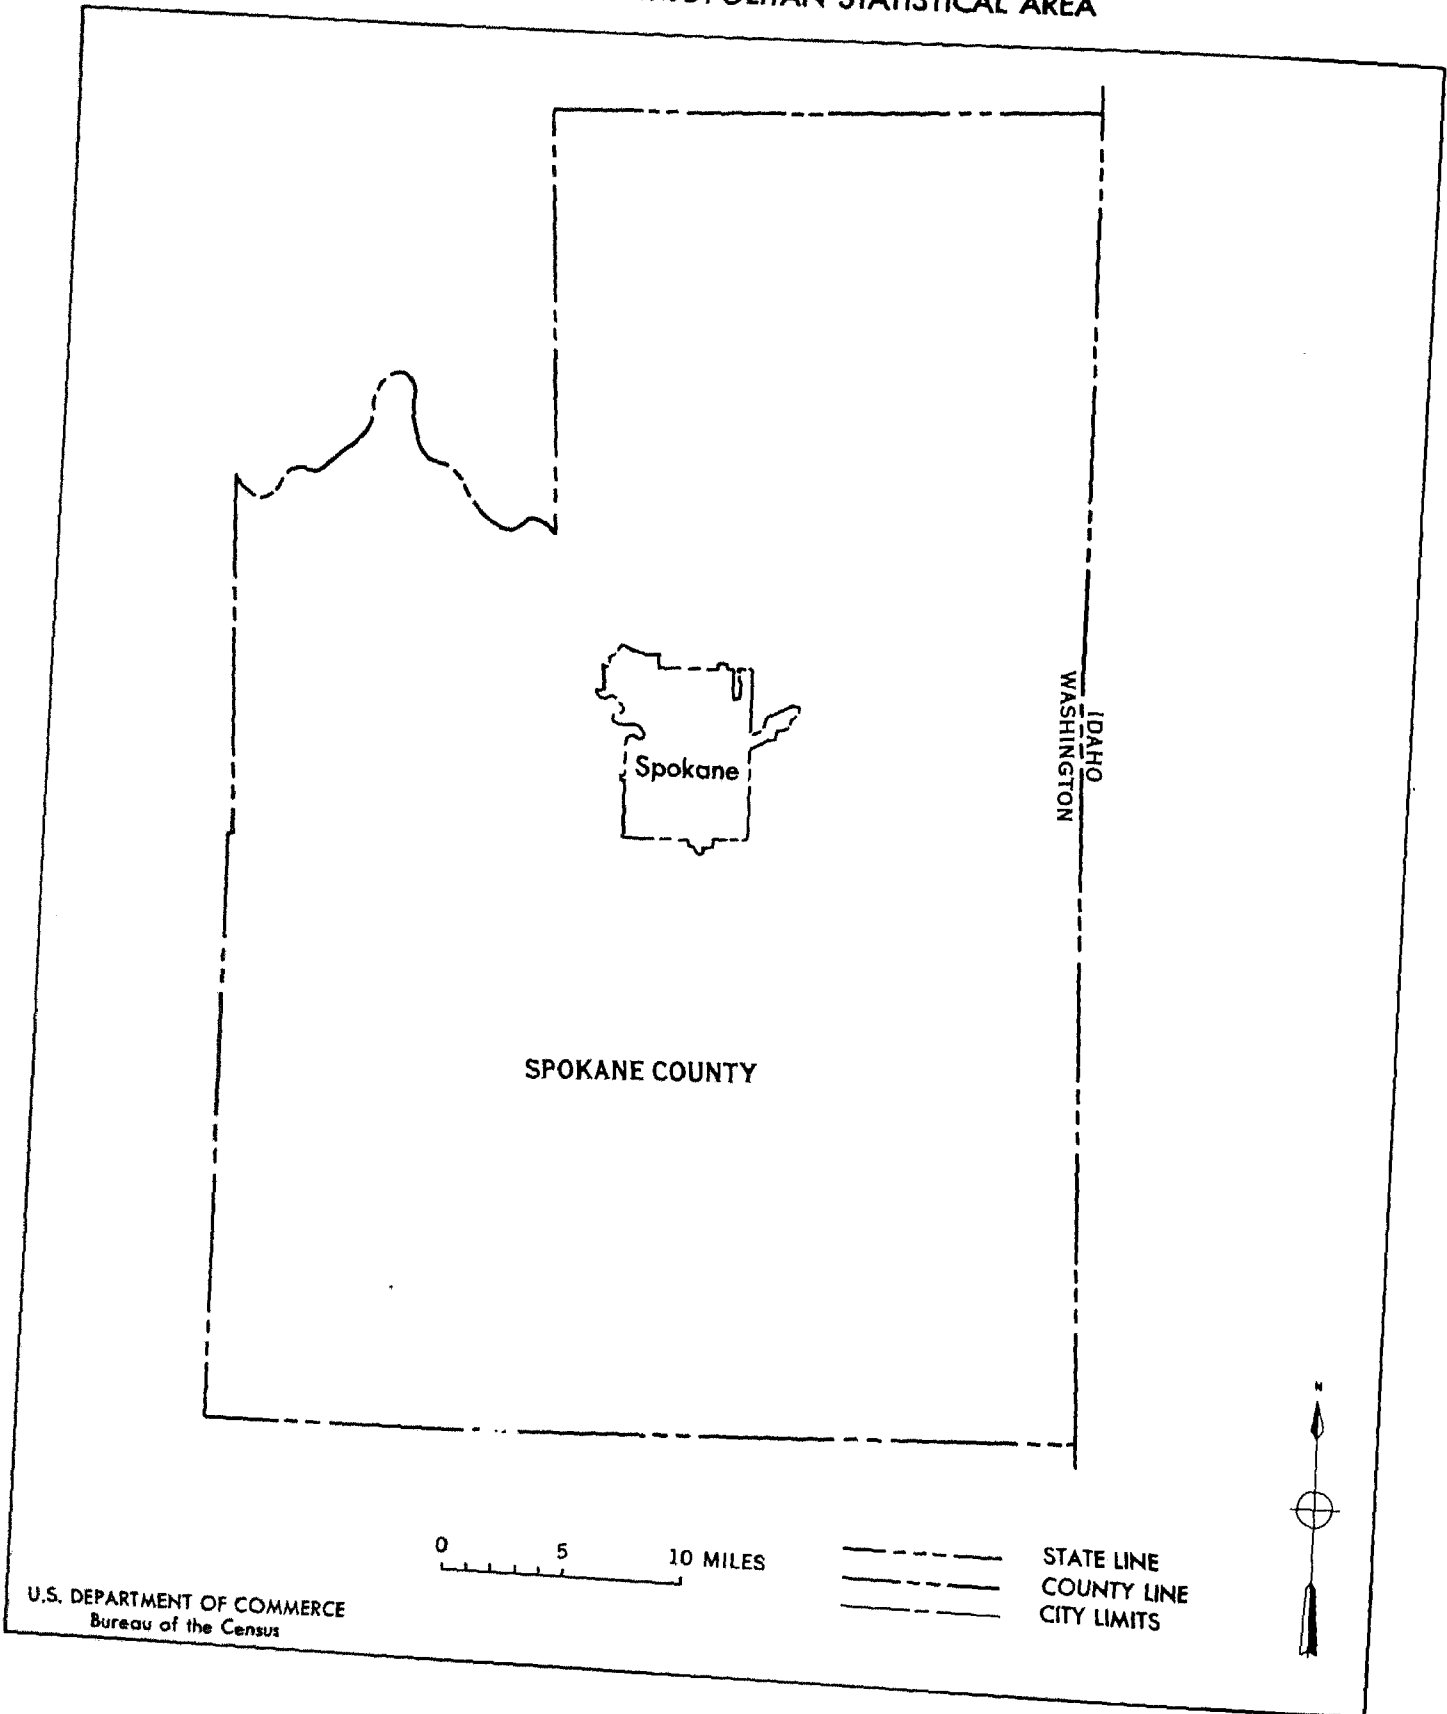 STATISTICAL AREA
Spokane
IDAHO
WASHINGTON
SPOKANE COUNTY
N
0 5 10 MILES
STATE LINE
COUNTY LINE
CITY LIMITS
U.S. DEPARTMENT OF COMMERCE
Bureau of the Census